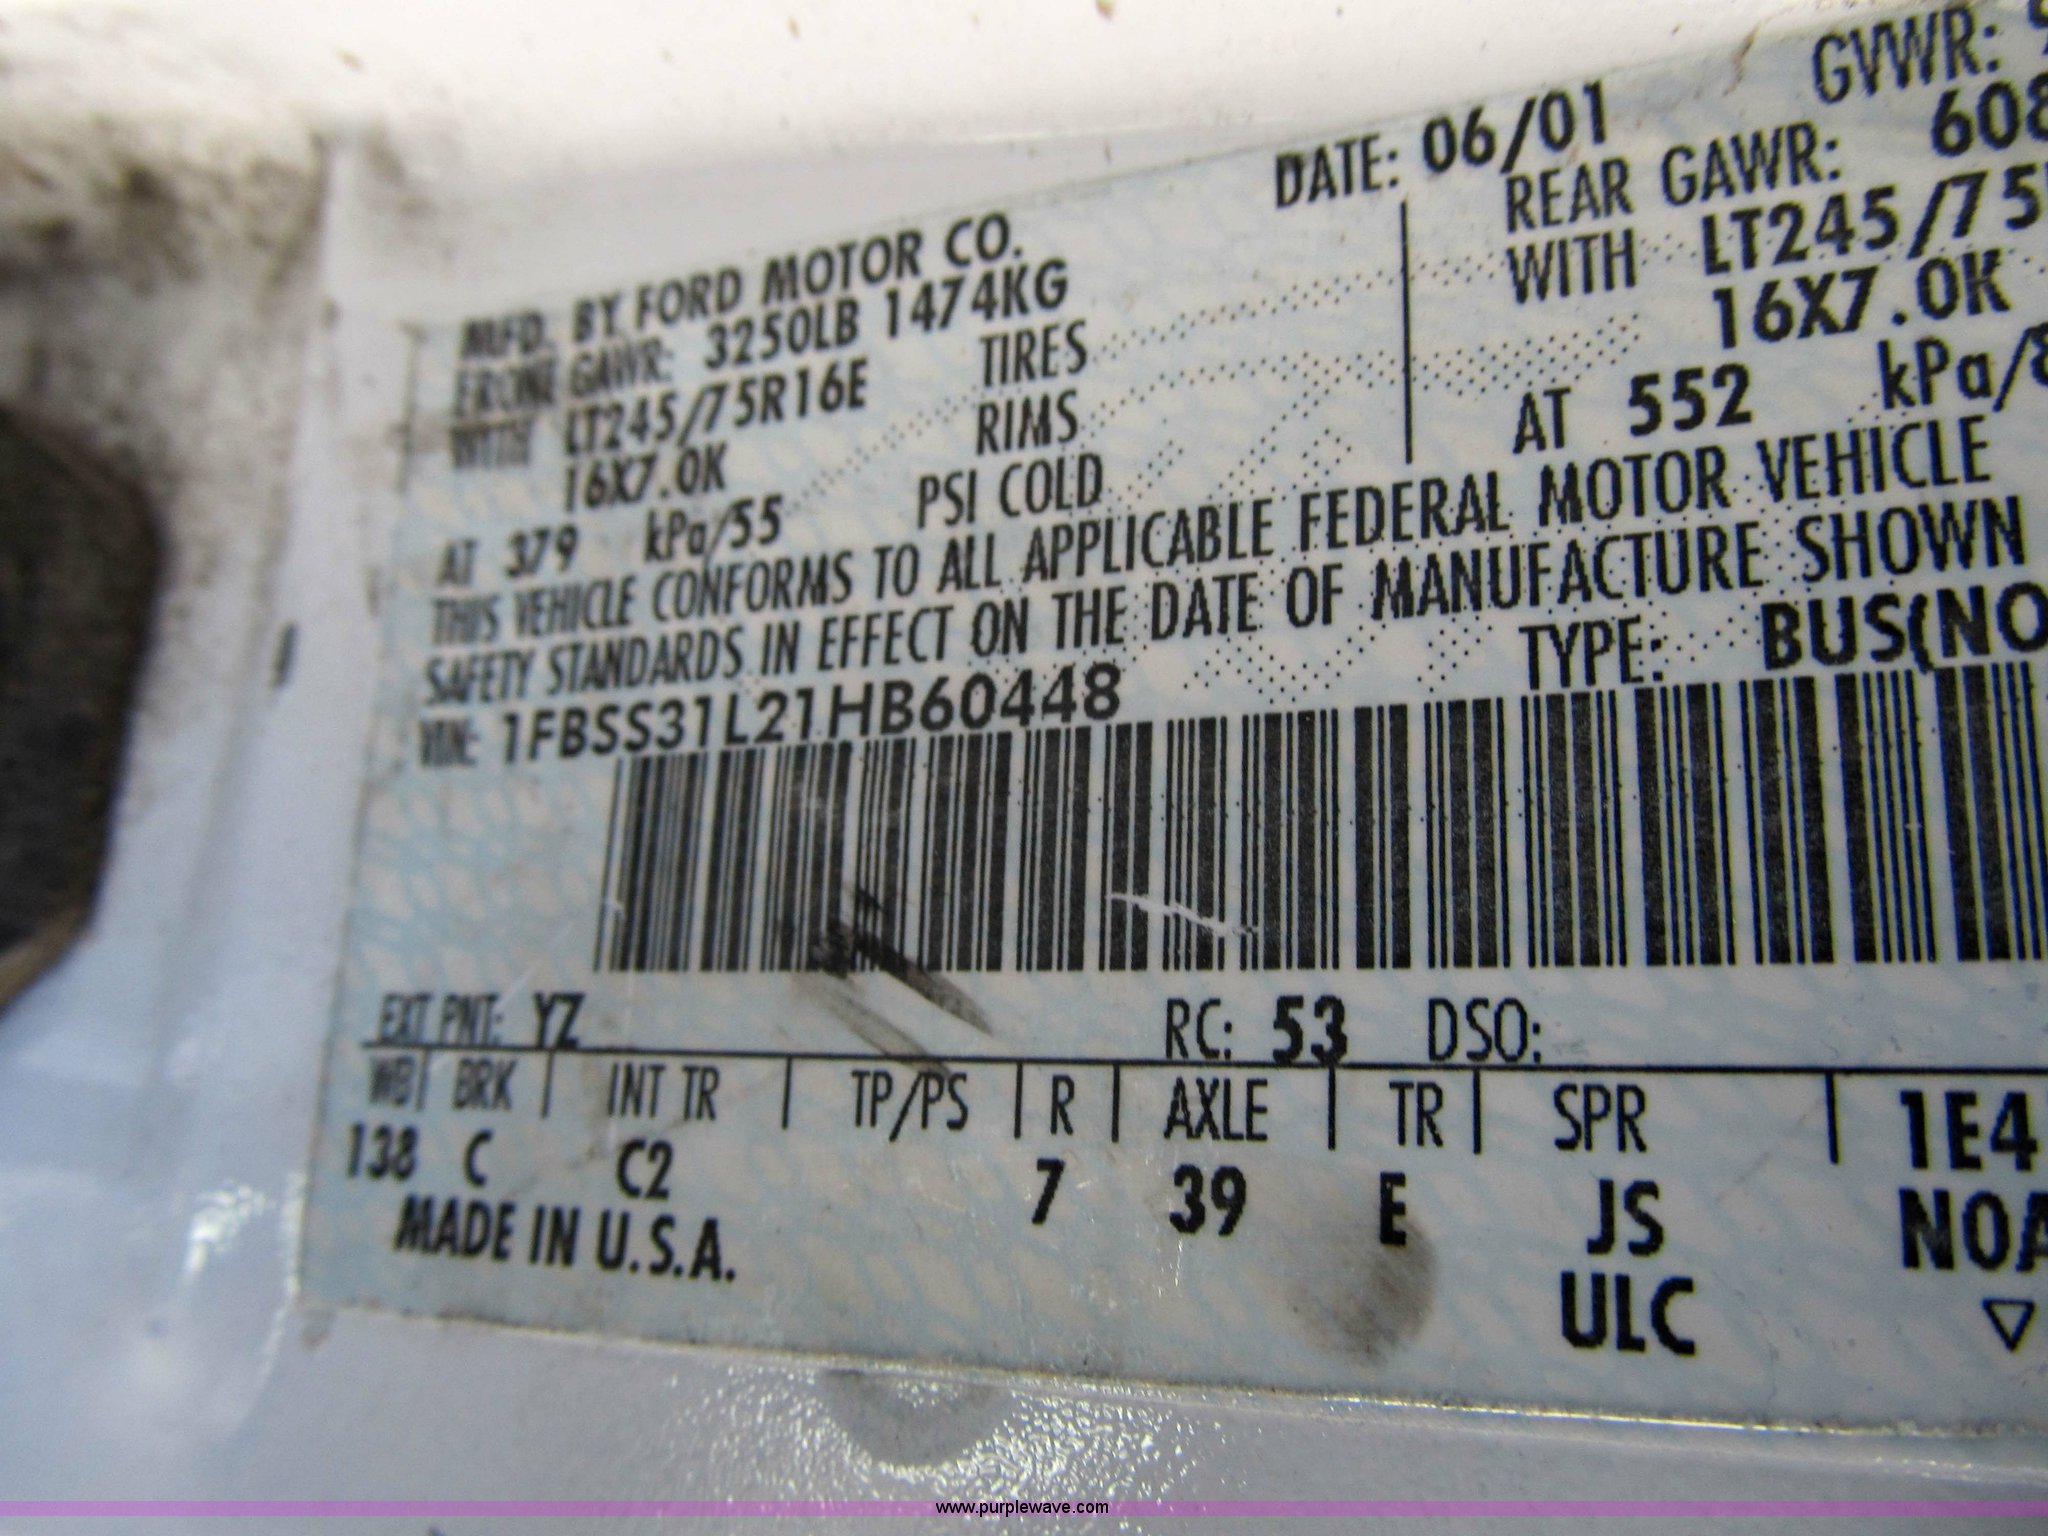 DATE: 06/01 GVWR:
MFD. BY FORD MOTOR CO.
FRONT GAWR: 3250LB 1474KG REAR GAWR: 608
WITH LT245/75R16E TIRES WITH LT245/75
16X7.0K RIMS 16X7.0K
AT 379 kPa/55 PSI COLD AT 552 kPa/8
THIS VEHICLE CONFORMS TO ALL APPLICABLE FEDERAL MOTOR VEHICLE
SAFETY STANDARDS IN EFFECT ON THE DATE OF MANUFACTURE SHOWN
VIN: 1FBSS31L21HB60448 TYPE: BUS(NO
EXT PNT: YZ RC: 53 DSO:
WB BRK INT TR TP/PS R AXLE TR SPR 1E4
138 C C2 7 39 E JS N0A
MADE IN U.S.A. ULC
www.purplewave.com